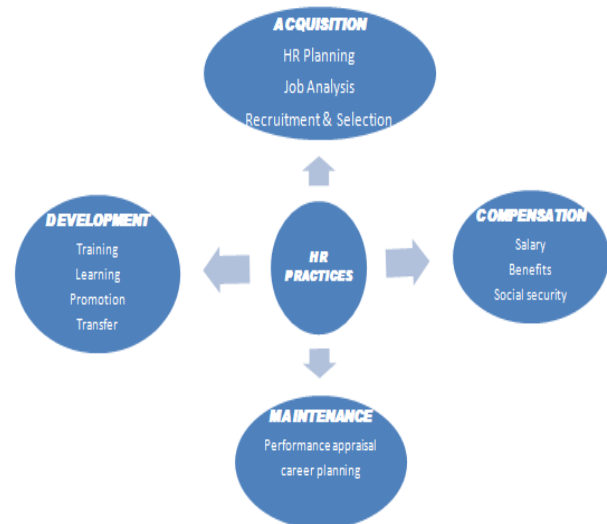 ACQUISITION
HR Planning
Job Analysis
Recruitment & Selection
DEVELOPMENT
Training
Learning
Promotion
Transfer
HR
PRACTICES
COMPENSATION
Salary
Benefits
Social security
MAINTENANCE
Performance appraisal
career planning